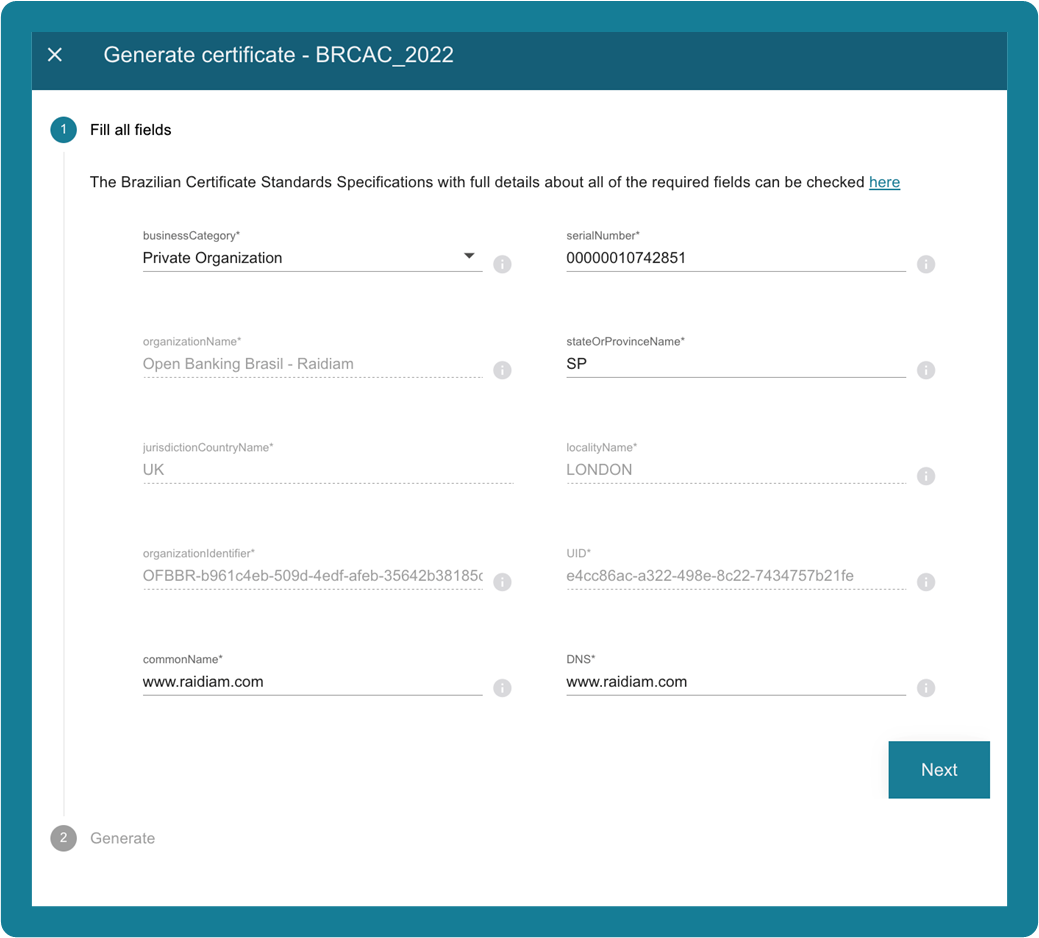 Generate certificate - BRCAC_2022
1 Fill all fields
The Brazilian Certificate Standards Specifications with full details about all of the required fields can be checked here
businessCategory* serialNumber*
Private Organization 00000010742851
organizationName* stateOrProvinceName*
Open Banking Brasil - Raidiam SP
jurisdictionCountryName* localityName*
UK LONDON
organizationIdentifier* UID*
OFBBR-b961c4eb-509d-4edf-afeb-35642b38185 e4cc86ac-a322-498e-8c22-7434757b21fe
commonName* DNS*
www.raidiam.com www.raidiam.com
Next
2 Generate